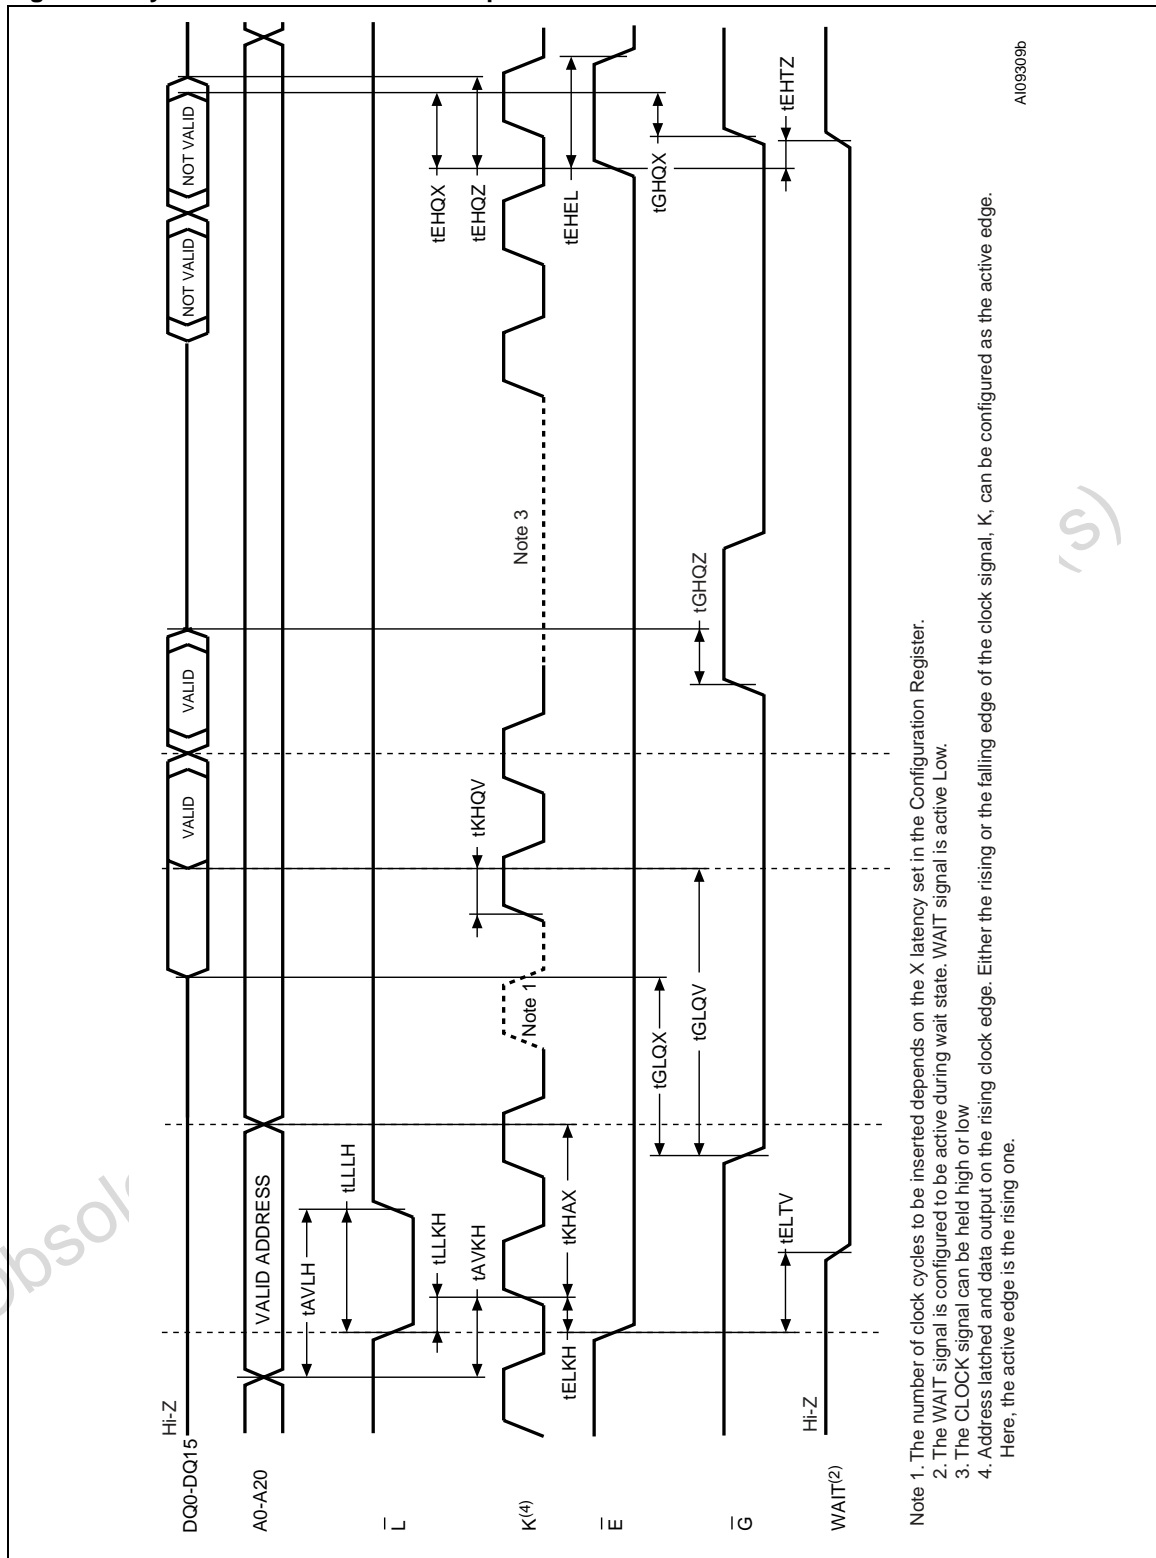 DQ0-DQ15
Hi-Z
VALID
VALID
NOT VALID
NOT VALID
A0-A20
VALID ADDRESS
tAVLH
L
tLLLH
tLLKH
tEHQX
tAVKH
tKHQV
tEHQZ
K(4)
Note 1
Note 3
tELKH
tKHAX
tEHEL
E
tGLQX
tGHQX
tGLQV
tGHQZ
G
tELTV
tEHTZ
Hi-Z
WAIT(2)
Note 1. The number of clock cycles to be inserted depends on the X latency set in the Configuration Register.
2. The WAIT signal is configured to be active during wait state. WAIT signal is active Low.
3. The CLOCK signal can be held high or low
4. Address latched and data output on the rising clock edge. Either the rising or the falling edge of the clock signal, K, can be configured as the active edge.
Here, the active edge is the rising one.
AI09309b